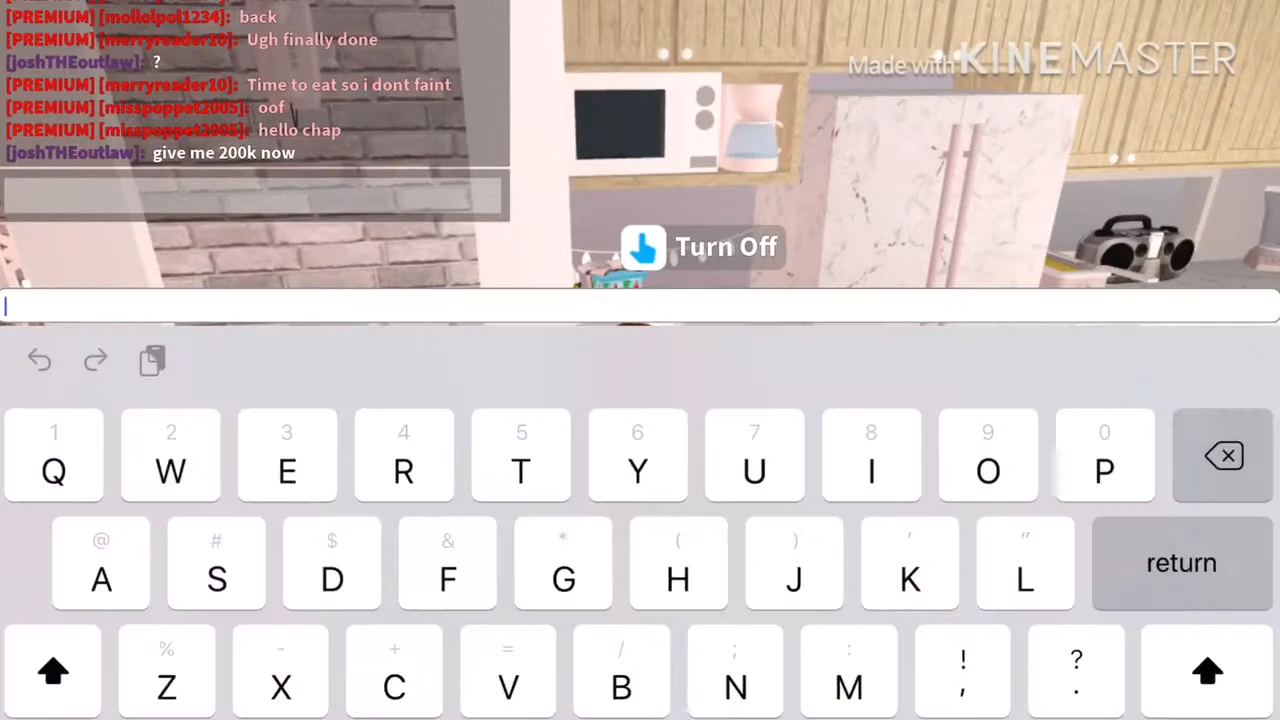 [PREMIUM] [mollolpol1234]: back
[PREMIUM] [merryreader10]: Ugh finally done
[joshTHEoutlaw]: ?
[PREMIUM] [merryreader10]: Time to eat so i dont faint
[PREMIUM] [misspoppet2005]: oof
[PREMIUM] [misspoppet2005]: hello chap
[joshTHEoutlaw]: give me 200k now
Made with KINEMASTER
Turn Off
1 2 3 4 5 6 7 8 9 0
Q W E R T Y U I O P
@ # $ & * ( ) ' "
A S D F G H J K L return
% - + = / ; : ! ?
Z X C V B N M , .